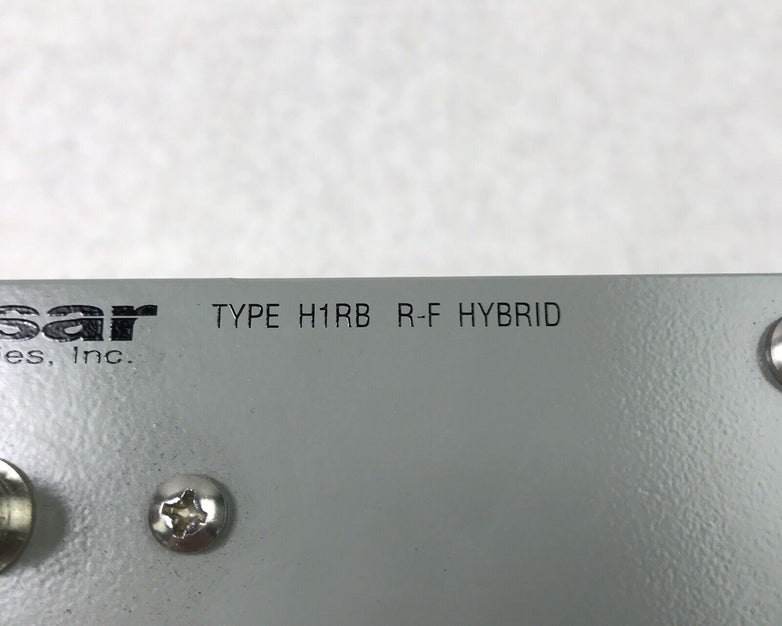 sar TYPE H1RB R-F HYBRID
ies, Inc.